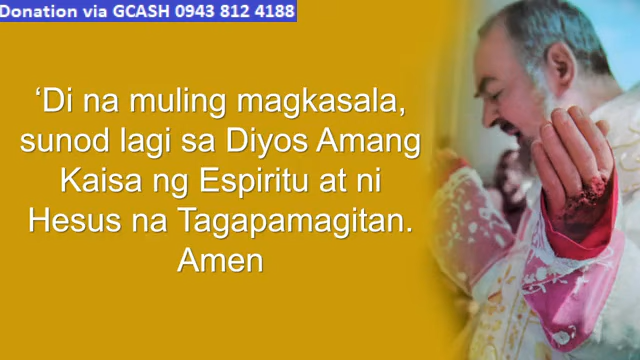 Donation via GCASH 0943 812 4188
‘Di na muling magkasala,
sunod lagi sa Diyos Amang
Kaisa ng Espiritu at ni
Hesus na Tagapamagitan.
Amen